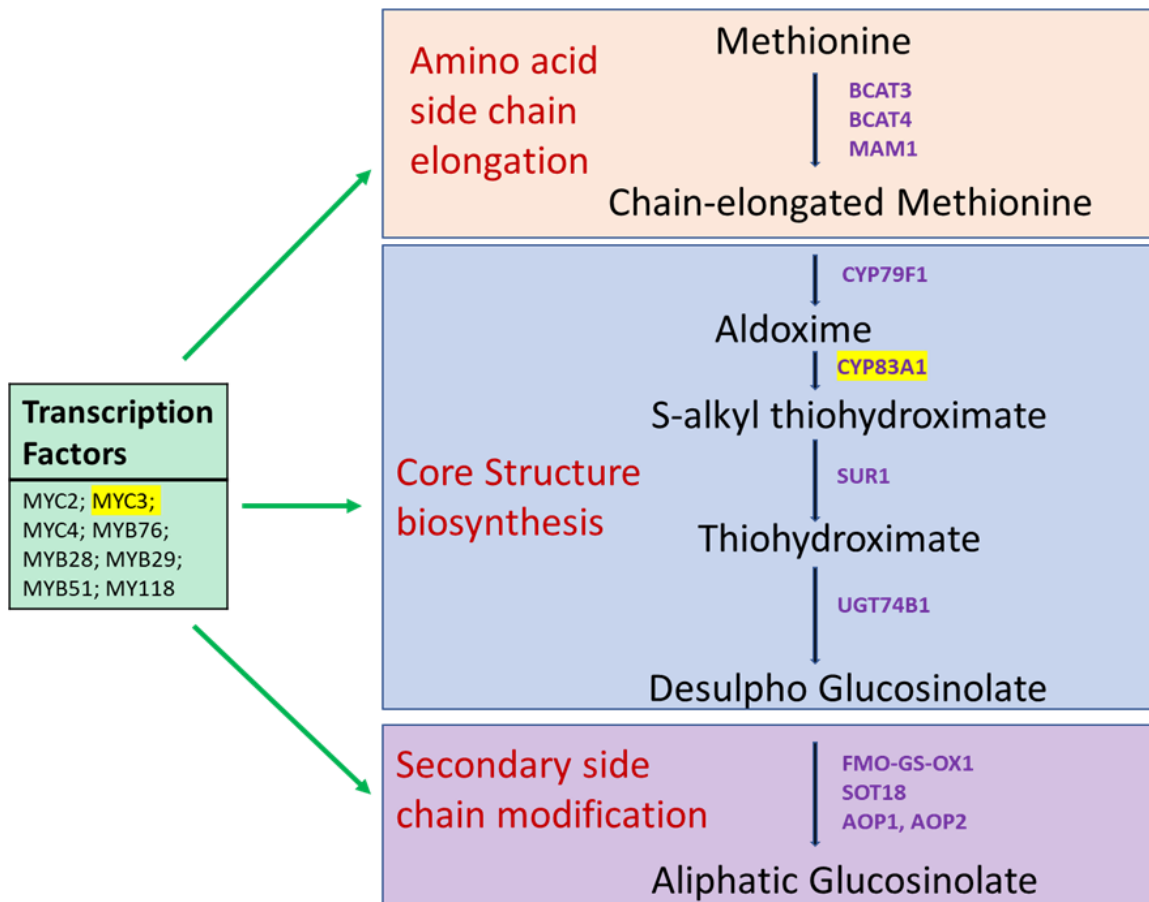 Amino acid
side chain
elongation
Methionine
BCAT3
BCAT4
MAM1
Chain-elongated Methionine
Transcription
Factors
MYC2; MYC3;
MYC4; MYB76;
MYB28; MYB29;
MYB51; MY118
Core Structure
biosynthesis
CYP79F1
Aldoxime
CYP83A1
S-alkyl thiohydroximate
SUR1
Thiohydroximate
UGT74B1
Desulpho Glucosinolate
Secondary side
chain modification
FMO-GS-OX1
SOT18
AOP1, AOP2
Aliphatic Glucosinolate